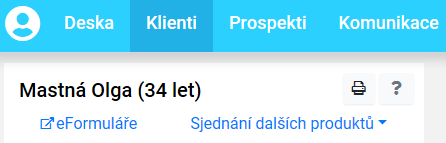 Deska Klienti Prospekti Komunikace
Mastná Olga (34 let) ?
eFormuláře Sjednání dalších produktů